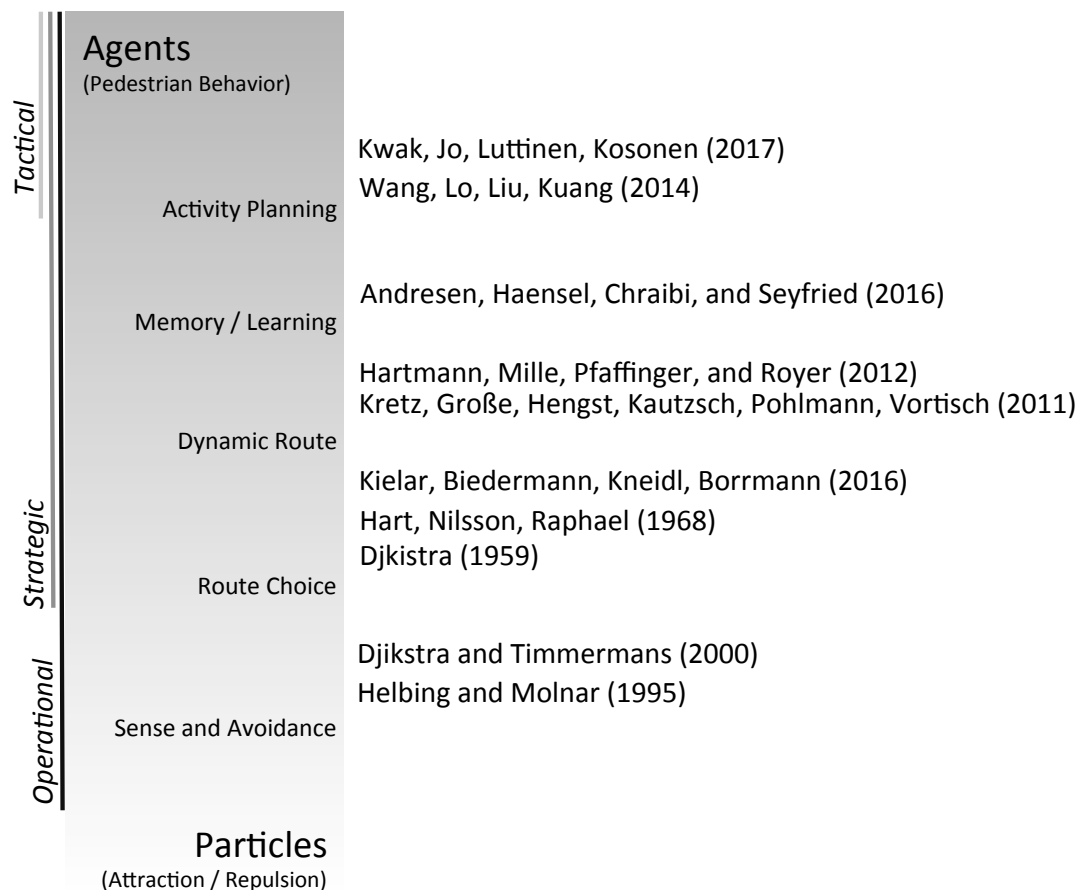 Agents
(Pedestrian Behavior)
Tactical
Kwak, Jo, Luttinen, Kosonen (2017)
Wang, Lo, Liu, Kuang (2014)
Activity Planning
Andresen, Haensel, Chraibi, and Seyfried (2016)
Memory / Learning
Hartmann, Mille, Pfaffinger, and Royer (2012)
Kretz, Große, Hengst, Kautzsch, Pohlmann, Vortisch (2011)
Dynamic Route
Kielar, Biedermann, Kneidl, Borrmann (2016)
Hart, Nilsson, Raphael (1968)
Djkistra (1959)
Strategic
Route Choice
Djikstra and Timmermans (2000)
Helbing and Molnar (1995)
Operational
Sense and Avoidance
Particles
(Attraction / Repulsion)